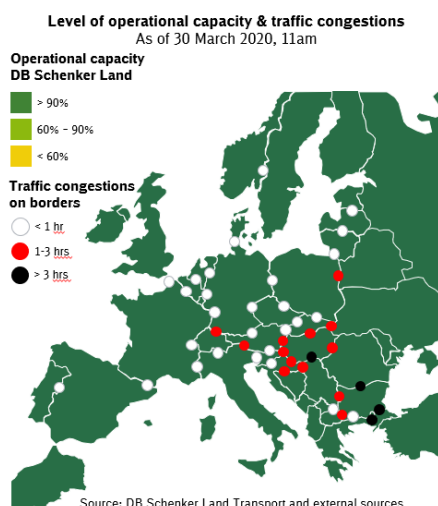 Level of operational capacity & traffic congestions
As of 30 March 2020, 11am
Operational capacity
DB Schenker Land
> 90%
60% – 90%
< 60%
Traffic congestions
on borders
< 1 hr
1-3 hrs
> 3 hrs
Source: DB Schenker Land Transport and external sources